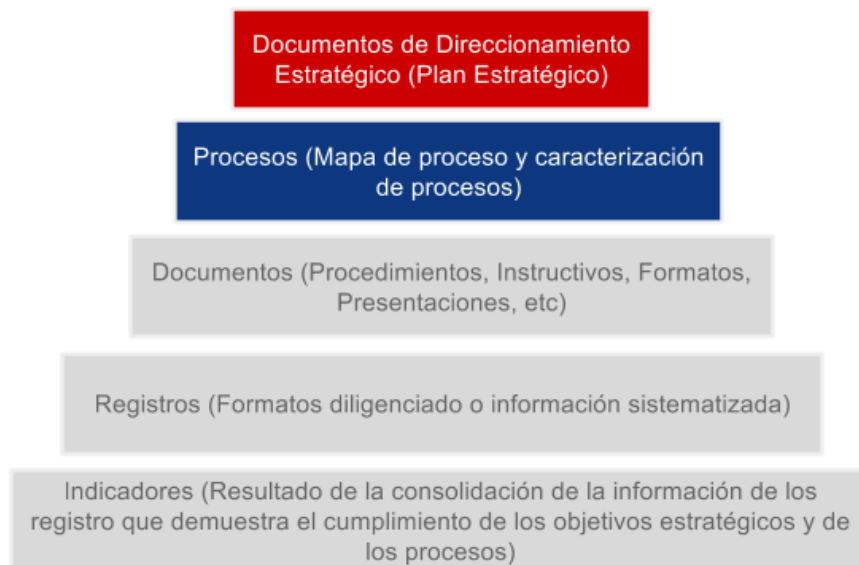 Documentos de Direccionamiento
Estratégico (Plan Estratégico)
Procesos (Mapa de proceso y caracterización
de procesos)
Documentos (Procedimientos, Instructivos, Formatos,
Presentaciones, etc)
Registros (Formatos diligenciado o información sistematizada)
Indicadores (Resultado de la consolidación de la información de los
registro que demuestra el cumplimiento de los objetivos estratégicos y de
los procesos)